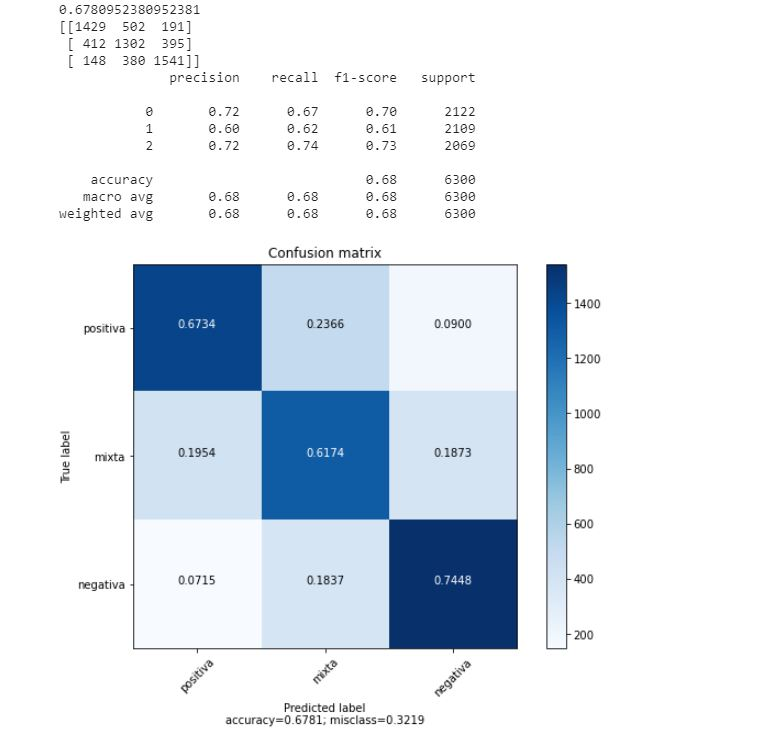 0.6780952380952381
[[1429  502  191]
 [ 412 1302  395]
 [ 148  380 1541]]
              precision    recall  f1-score   support

           0       0.72      0.67      0.70      2122
           1       0.60      0.62      0.61      2109
           2       0.72      0.74      0.73      2069

    accuracy                           0.68      6300
   macro avg       0.68      0.68      0.68      6300
weighted avg       0.68      0.68      0.68      6300

Confusion matrix
positiva 0.6734 0.2366 0.0900
mixta 0.1954 0.6174 0.1873
negativa 0.0715 0.1837 0.7448
True label
positiva mixta negativa
Predicted label
accuracy=0.6781; misclass=0.3219
1400
1200
1000
800
600
400
200